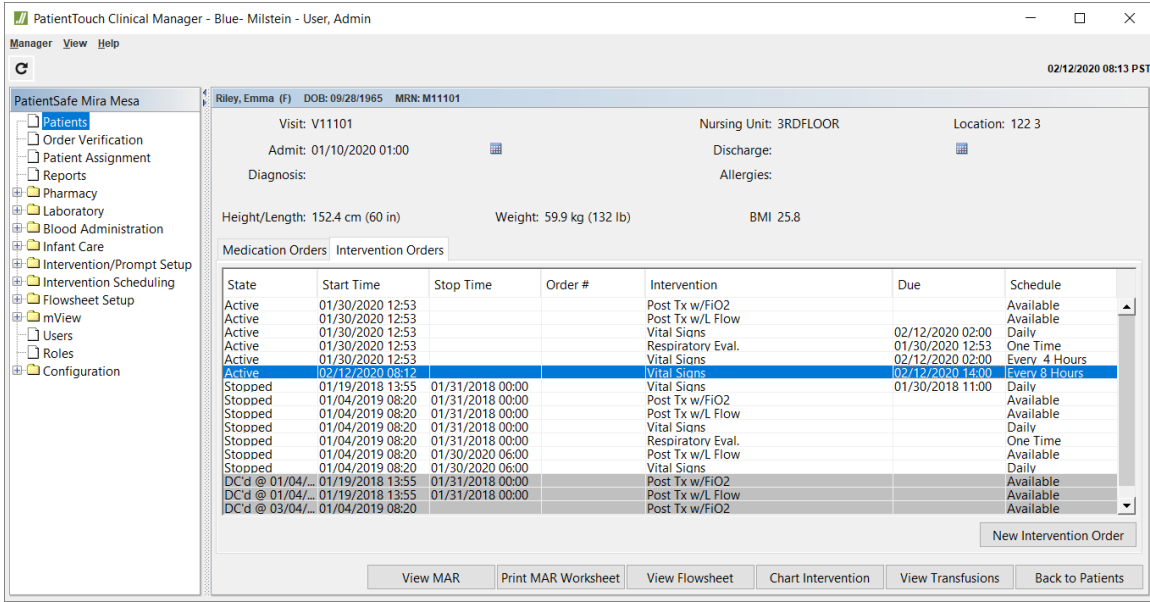 PatientTouch Clinical Manager - Blue- Milstein - User, Admin
Manager View Help
02/12/2020 08:13 PST
PatientSafe Mira Mesa
Patients
Order Verification
Patient Assignment
Reports
Pharmacy
Laboratory
Blood Administration
Infant Care
Intervention/Prompt Setup
Intervention Scheduling
Flowsheet Setup
mView
Users
Roles
Configuration
Riley, Emma (F) DOB: 09/28/1965 MRN: M11101
Visit: V11101 Nursing Unit: 3RDFLOOR Location: 122 3
Admit: 01/10/2020 01:00 Discharge:
Diagnosis: Allergies:
Height/Length: 152.4 cm (60 in) Weight: 59.9 kg (132 lb) BMI 25.8
Medication Orders Intervention Orders
State Start Time Stop Time Order # Intervention Due Schedule
Active 01/30/2020 12:53 Post Tx w/FiO2 Available
Active 01/30/2020 12:53 Post Tx w/L Flow Available
Active 01/30/2020 12:53 Vital Signs 02/12/2020 02:00 Daily
Active 01/30/2020 12:53 Respiratory Eval. 01/30/2020 12:53 One Time
Active 01/30/2020 12:53 Vital Signs 02/12/2020 02:00 Every 4 Hours
Active 02/12/2020 08:12 Vital Signs 02/12/2020 14:00 Every 8 Hours
Stopped 01/19/2018 13:55 01/31/2018 00:00 Vital Signs 01/30/2018 11:00 Daily
Stopped 01/04/2019 08:20 01/31/2018 00:00 Post Tx w/FiO2 Available
Stopped 01/04/2019 08:20 01/31/2018 00:00 Post Tx w/L Flow Available
Stopped 01/04/2019 08:20 01/31/2018 00:00 Vital Signs Daily
Stopped 01/04/2019 08:20 01/31/2018 00:00 Respiratory Eval. One Time
Stopped 01/04/2019 08:20 01/30/2020 06:00 Post Tx w/L Flow Available
Stopped 01/04/2019 08:20 01/30/2020 06:00 Vital Signs Daily
DC'd @ 01/04/... 01/19/2018 13:55 01/31/2018 00:00 Post Tx w/FiO2 Available
DC'd @ 01/04/... 01/19/2018 13:55 01/31/2018 00:00 Post Tx w/L Flow Available
DC'd @ 03/04/... 01/04/2019 08:20 Post Tx w/FiO2 Available
New Intervention Order
View MAR Print MAR Worksheet View Flowsheet Chart Intervention View Transfusions Back to Patients